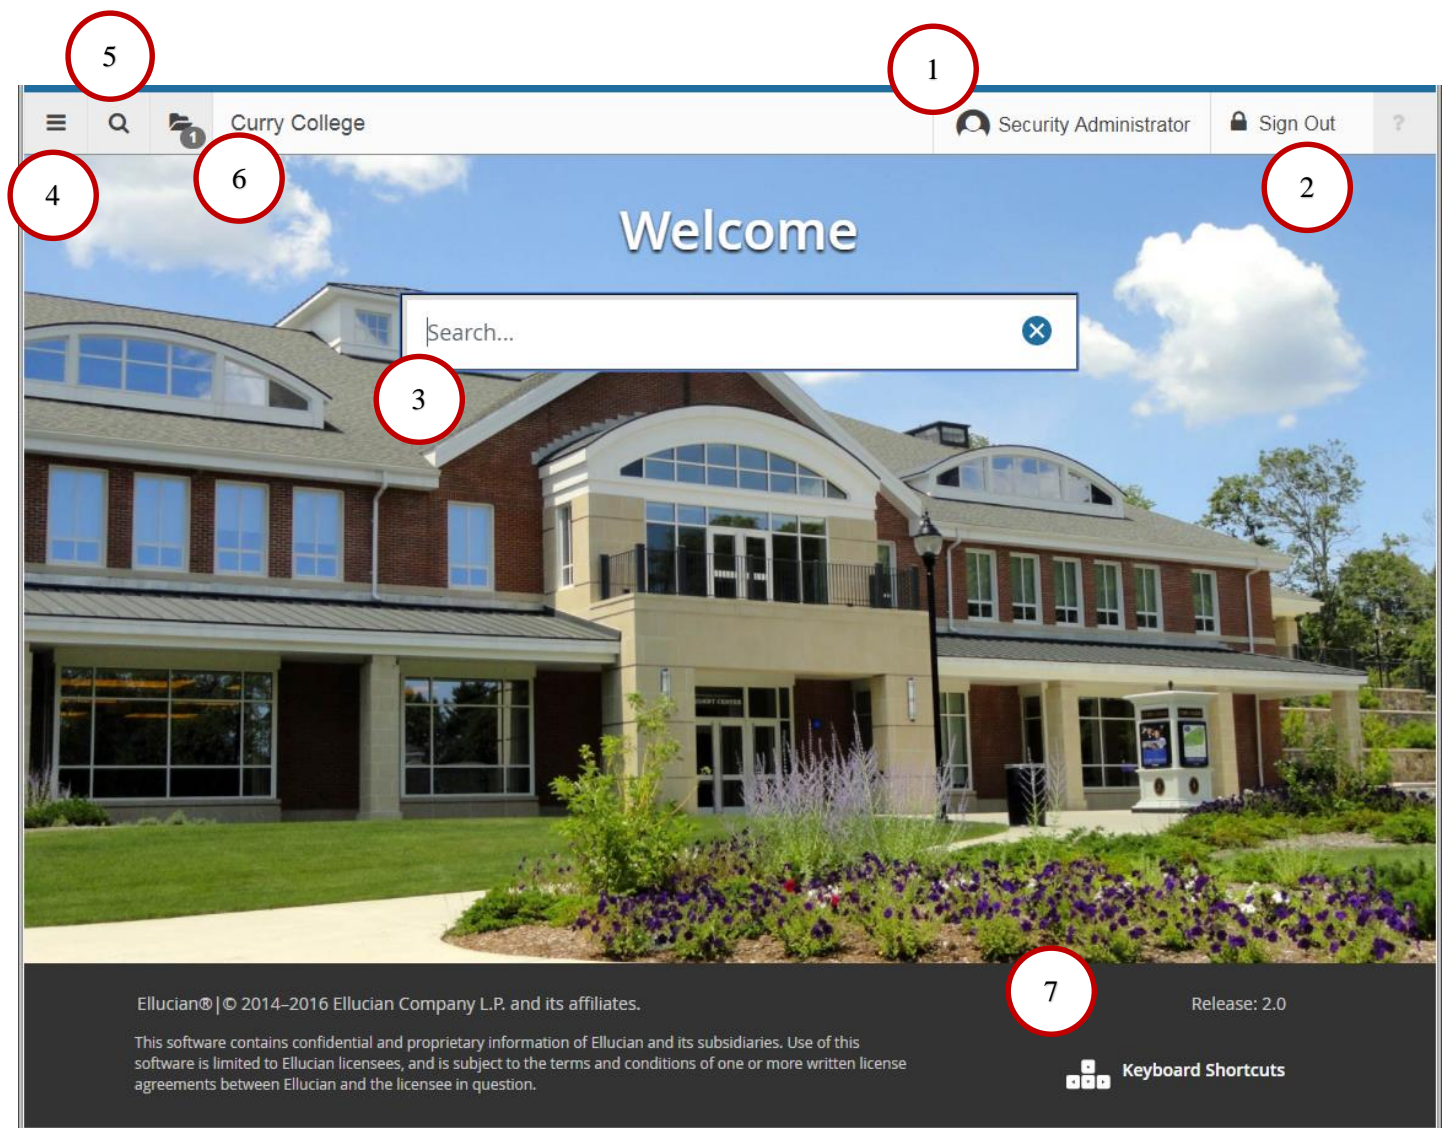 5
1
1
Curry College
Security Administrator
Sign Out
?
4
6
2
Welcome
Search...
3
7
Ellucian®|© 2014–2016 Ellucian Company L.P. and its affiliates.
Release: 2.0
This software contains confidential and proprietary information of Ellucian and its subsidiaries. Use of this
software is limited to Ellucian licensees, and is subject to the terms and conditions of one or more written license
agreements between Ellucian and the licensee in question.
Keyboard Shortcuts